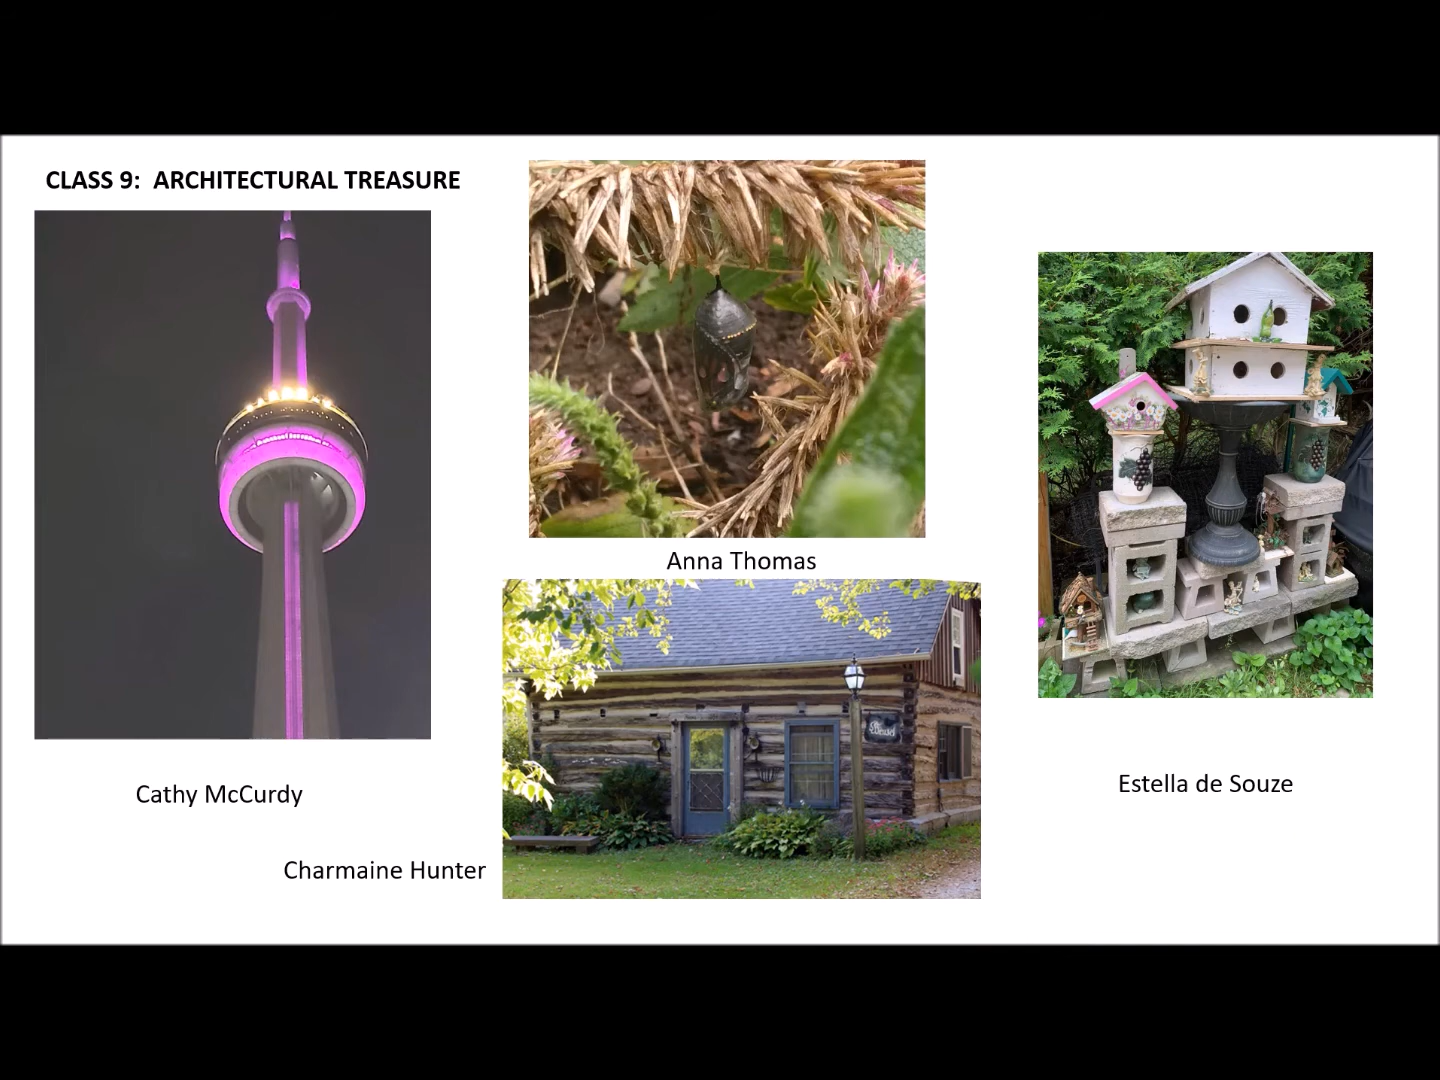 CLASS 9:  ARCHITECTURAL TREASURE
Anna Thomas
Cathy McCurdy
Estella de Souze
Charmaine Hunter